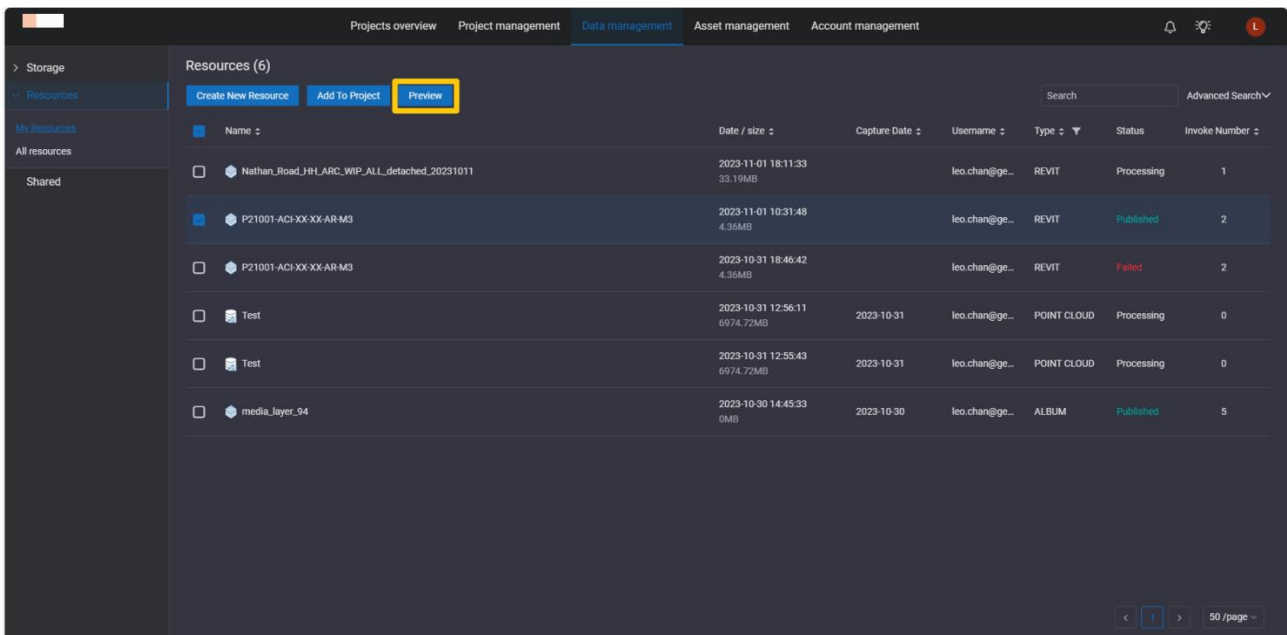 Projects overview Project management Data management Asset management Account management L
Storage
Resources
My Resources
All resources
Shared
Resources (6)
Create New Resource Add To Project Preview Search Advanced Search
Name Date / size Capture Date Username Type Status Invoke Number
Nathan_Road_HH_ARC_WIP_ALL_detached_20231011 2023-11-01 18:11:33 leo.chan@ge... REVIT Processing 1
33.19MB
P21001-ACI-XX-XX-AR-M3 2023-11-01 10:31:48 leo.chan@ge... REVIT Published 2
4.36MB
P21001-ACI-XX-XX-AR-M3 2023-10-31 18:46:42 leo.chan@ge... REVIT Failed 2
4.36MB
Test 2023-10-31 12:56:11 2023-10-31 leo.chan@ge... POINT CLOUD Processing 0
6974.72MB
Test 2023-10-31 12:55:43 2023-10-31 leo.chan@ge... POINT CLOUD Processing 0
6974.72MB
media_layer_94 2023-10-30 14:45:33 2023-10-30 leo.chan@ge... ALBUM Published 5
0MB
< 1 > 50 /page